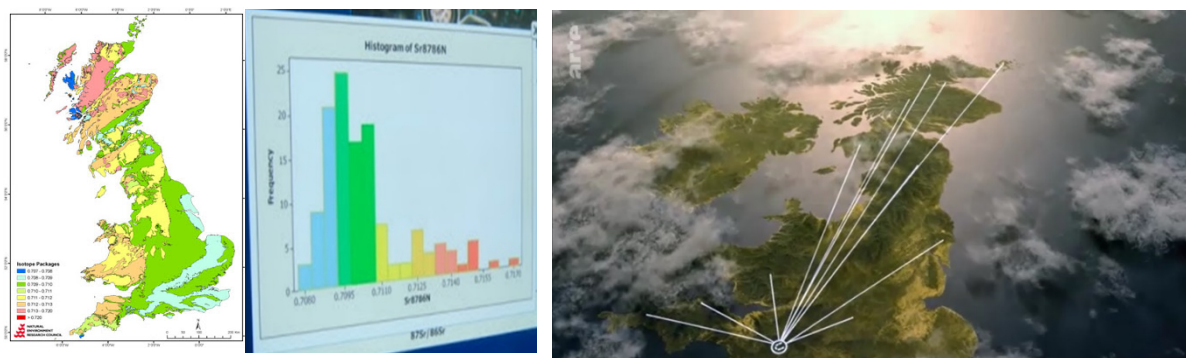 Isotope Packages
0.707 - 0.708
0.708 - 0.709
0.709 - 0.710
0.710 - 0.711
0.711 - 0.712
0.712 - 0.713
0.713 - 0.720
> 0.720
NATURAL
ENVIRONMENT
RESEARCH COUNCIL
N
Histogram of Sr8786N
Frequency
25
20
15
10
5
0
0.7080
0.7095
0.7110
0.7125
0.7140
0.7155
0.7170
Sr8786N
87Sr/86Sr
arte